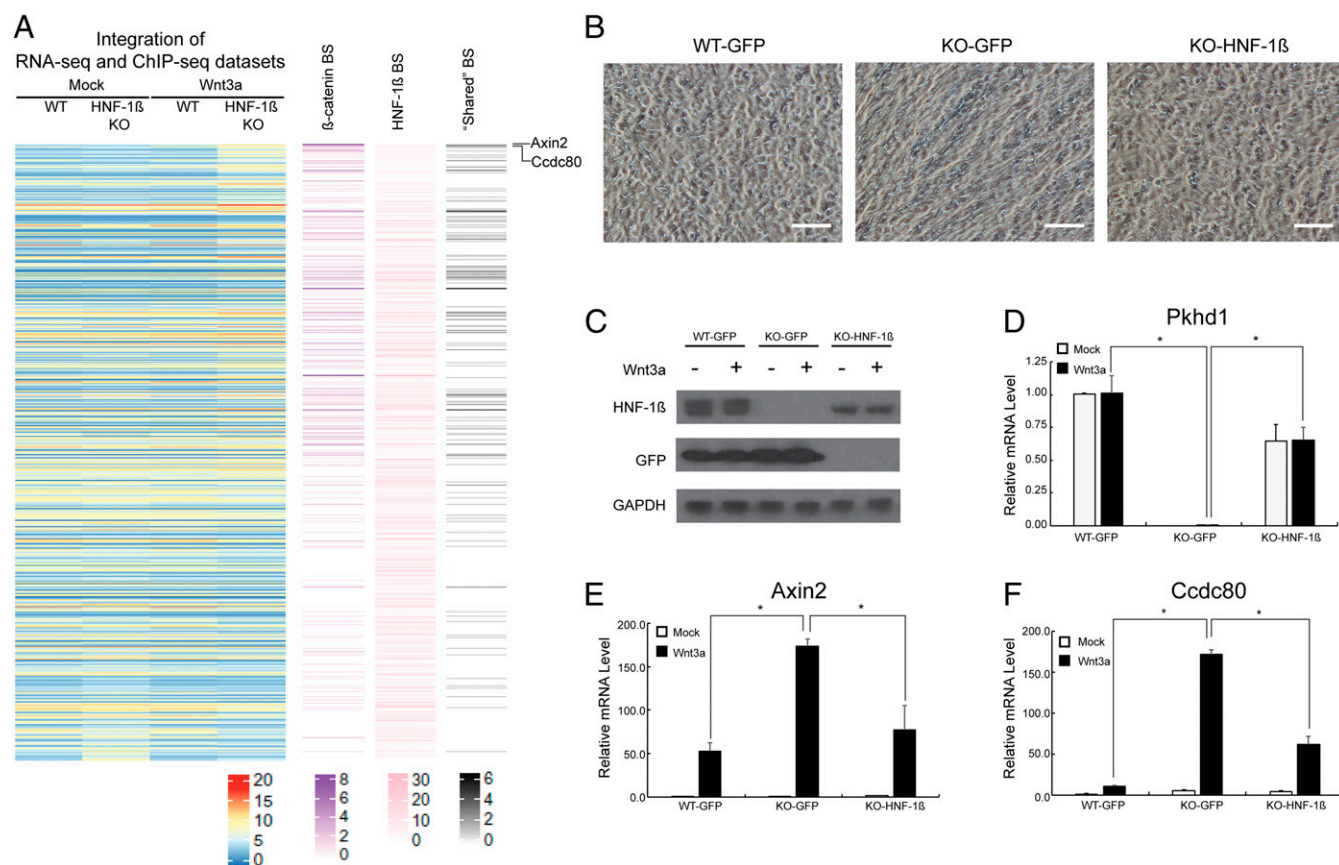 A
Integration of
RNA-seq and ChIP-seq datasets
Mock Wnt3a
WT HNF-1ß KO WT HNF-1ß KO
ß-catenin BS
HNF-1ß BS
"Shared" BS
Axin2
Ccdc80
20
15
10
5
0
8
6
4
2
0
30
20
10
0
6
4
2
0
B
WT-GFP KO-GFP KO-HNF-1ß
C
WT-GFP KO-GFP KO-HNF-1ß
Wnt3a - + - + - +
HNF-1ß
GFP
GAPDH
D
Pkhd1
Mock
Wnt3a
* *
Relative mRNA Level
1.25
1.00
0.75
0.50
0.25
0.00
WT-GFP KO-GFP KO-HNF-1ß
E
Axin2
Mock
Wnt3a
* *
Relative mRNA Level
200.0
150.0
100.0
50.0
0.0
WT-GFP KO-GFP KO-HNF-1ß
F
Ccdc80
Mock
Wnt3a
* *
Relative mRNA Level
200.0
150.0
100.0
50.0
0.0
WT-GFP KO-GFP KO-HNF-1ß